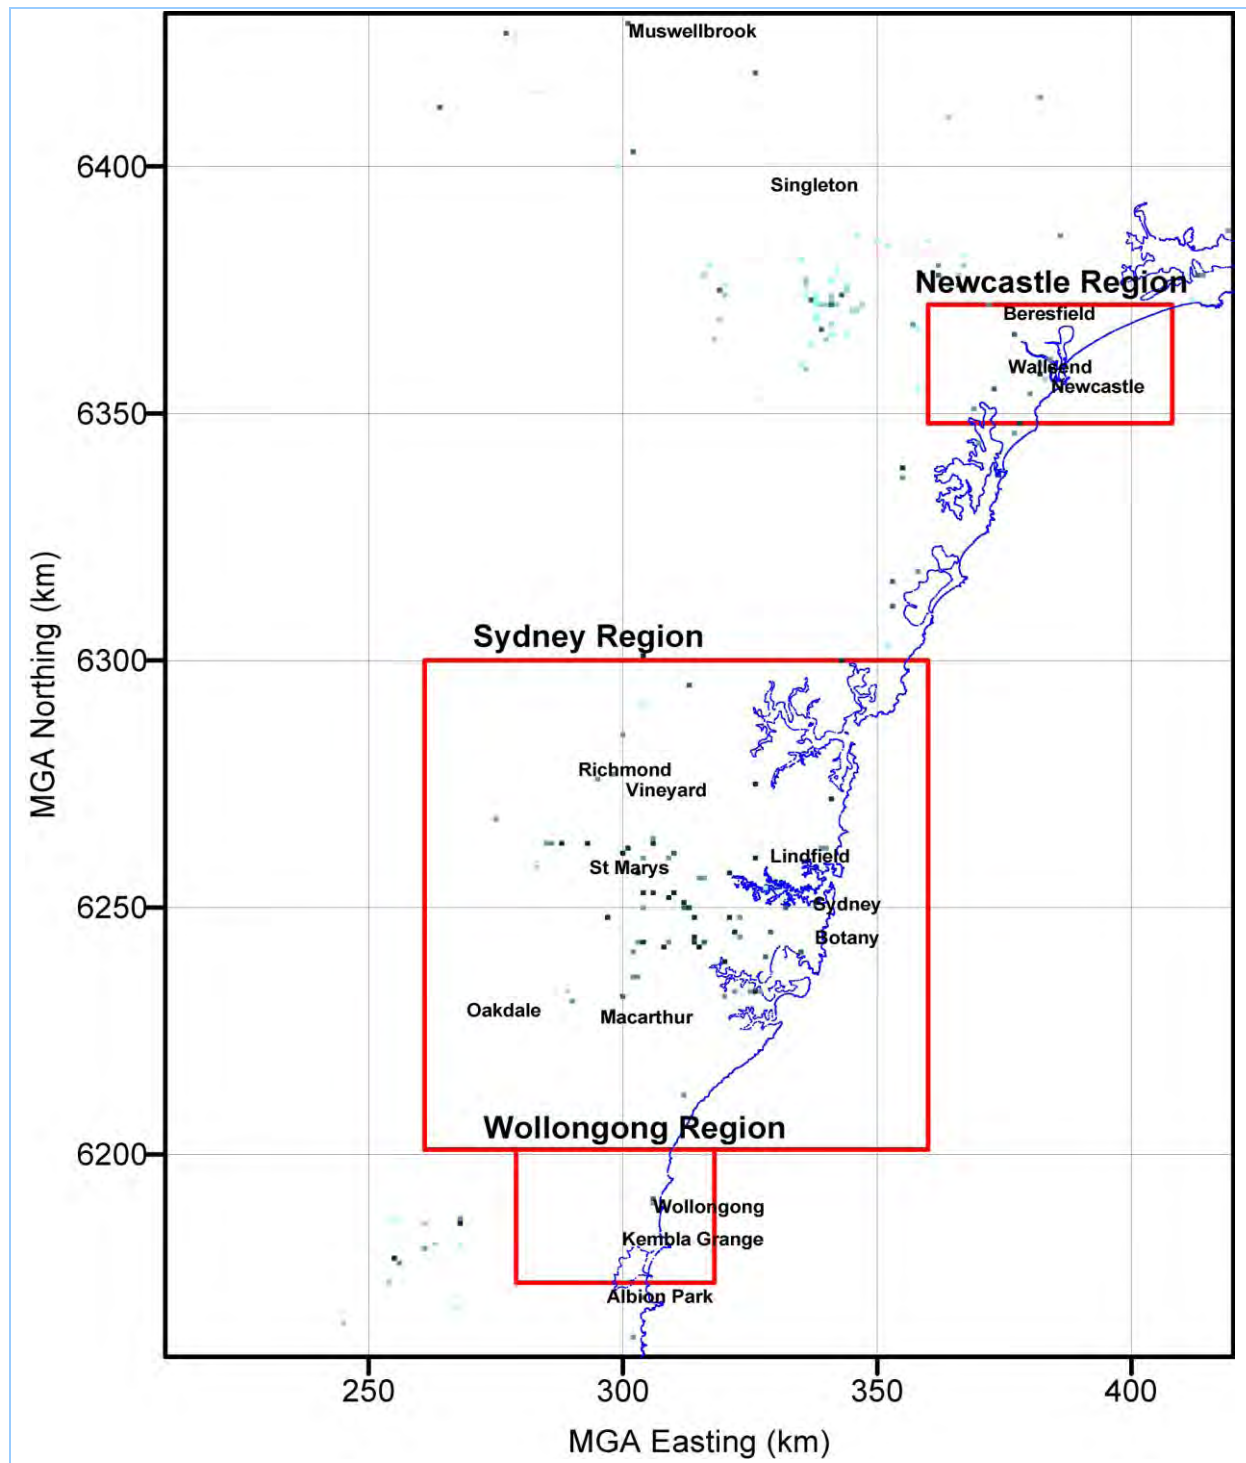 Muswellbrook
6400
Singleton
Newcastle Region
Beresfield
Wallsend
Newcastle
6350
MGA Northing (km)
Sydney Region
6300
Richmond
Vineyard
Lindfield
St Marys
6250
Sydney
Botany
Oakdale
Macarthur
Wollongong Region
6200
Wollongong
Kembla Grange
Albion Park
250
300
350
400
MGA Easting (km)